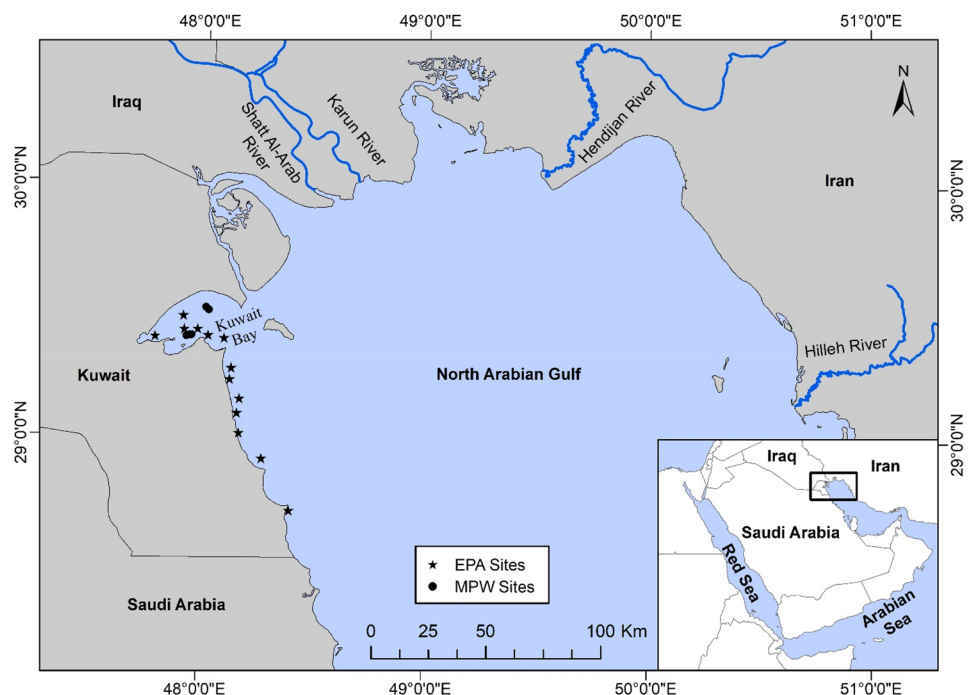 48°0'0"E
49°0'0"E
50°0'0"E
51°0'0"E
N
Iraq
Shatt Al-Arab
River
Karun River
Hendijan River
Iran
30°0'0"N
30°0'0"N
Kuwait
Bay
Hilleh River
Kuwait
North Arabian Gulf
29°0'0"N
29°0'0"N
Iraq
Iran
Saudi Arabia
Red Sea
Arabian
Sea
EPA Sites
MPW Sites
Saudi Arabia
0 25 50 100 Km
48°0'0"E
49°0'0"E
50°0'0"E
51°0'0"E